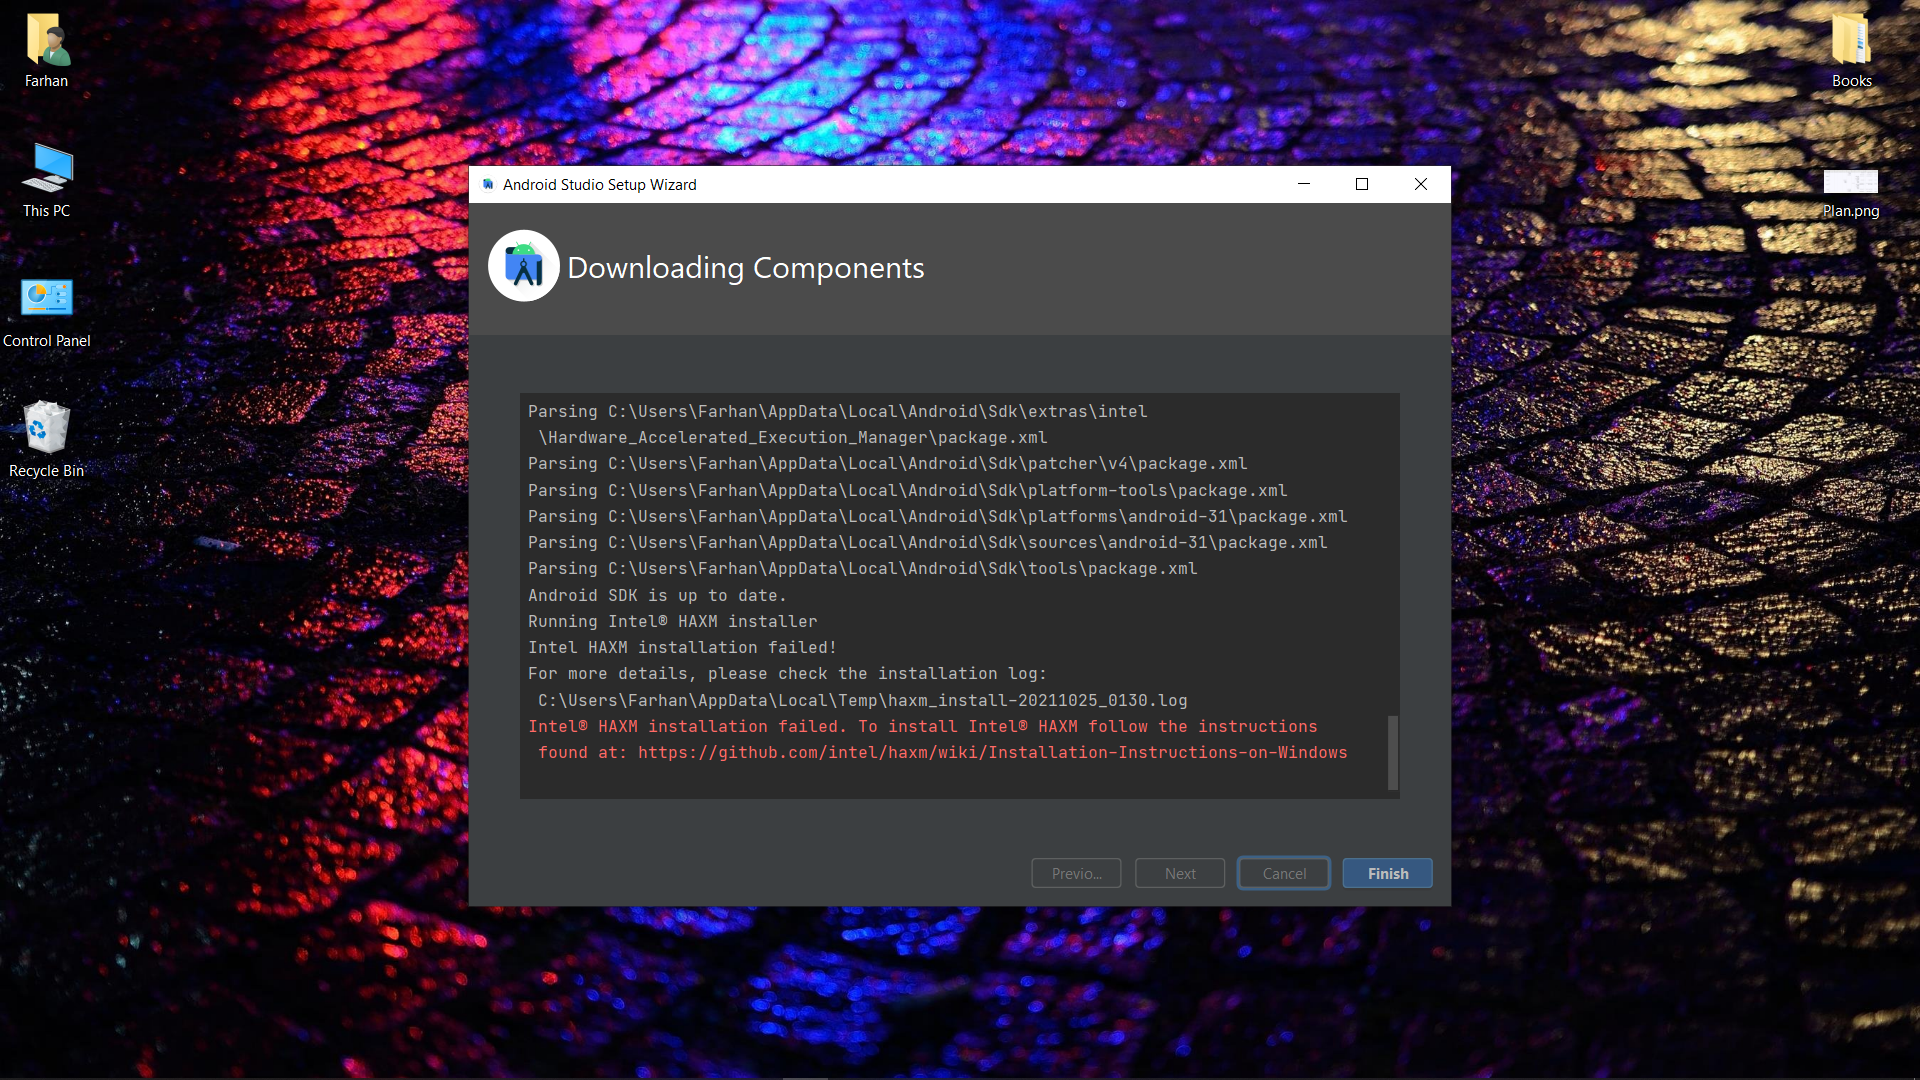 Farhan
This PC
Control Panel
Recycle Bin
Books
Plan.png
Android Studio Setup Wizard
Downloading Components
Parsing C:\Users\Farhan\AppData\Local\Android\Sdk\extras\intel
\Hardware_Accelerated_Execution_Manager\package.xml
Parsing C:\Users\Farhan\AppData\Local\Android\Sdk\patcher\v4\package.xml
Parsing C:\Users\Farhan\AppData\Local\Android\Sdk\platform-tools\package.xml
Parsing C:\Users\Farhan\AppData\Local\Android\Sdk\platforms\android-31\package.xml
Parsing C:\Users\Farhan\AppData\Local\Android\Sdk\sources\android-31\package.xml
Parsing C:\Users\Farhan\AppData\Local\Android\Sdk\tools\package.xml
Android SDK is up to date.
Running Intel® HAXM installer
Intel HAXM installation failed!
For more details, please check the installation log:
C:\Users\Farhan\AppData\Local\Temp\haxm_install-20211025_0130.log
Intel® HAXM installation failed. To install Intel® HAXM follow the instructions
found at: https://github.com/intel/haxm/wiki/Installation-Instructions-on-Windows
Previo...
Next
Cancel
Finish